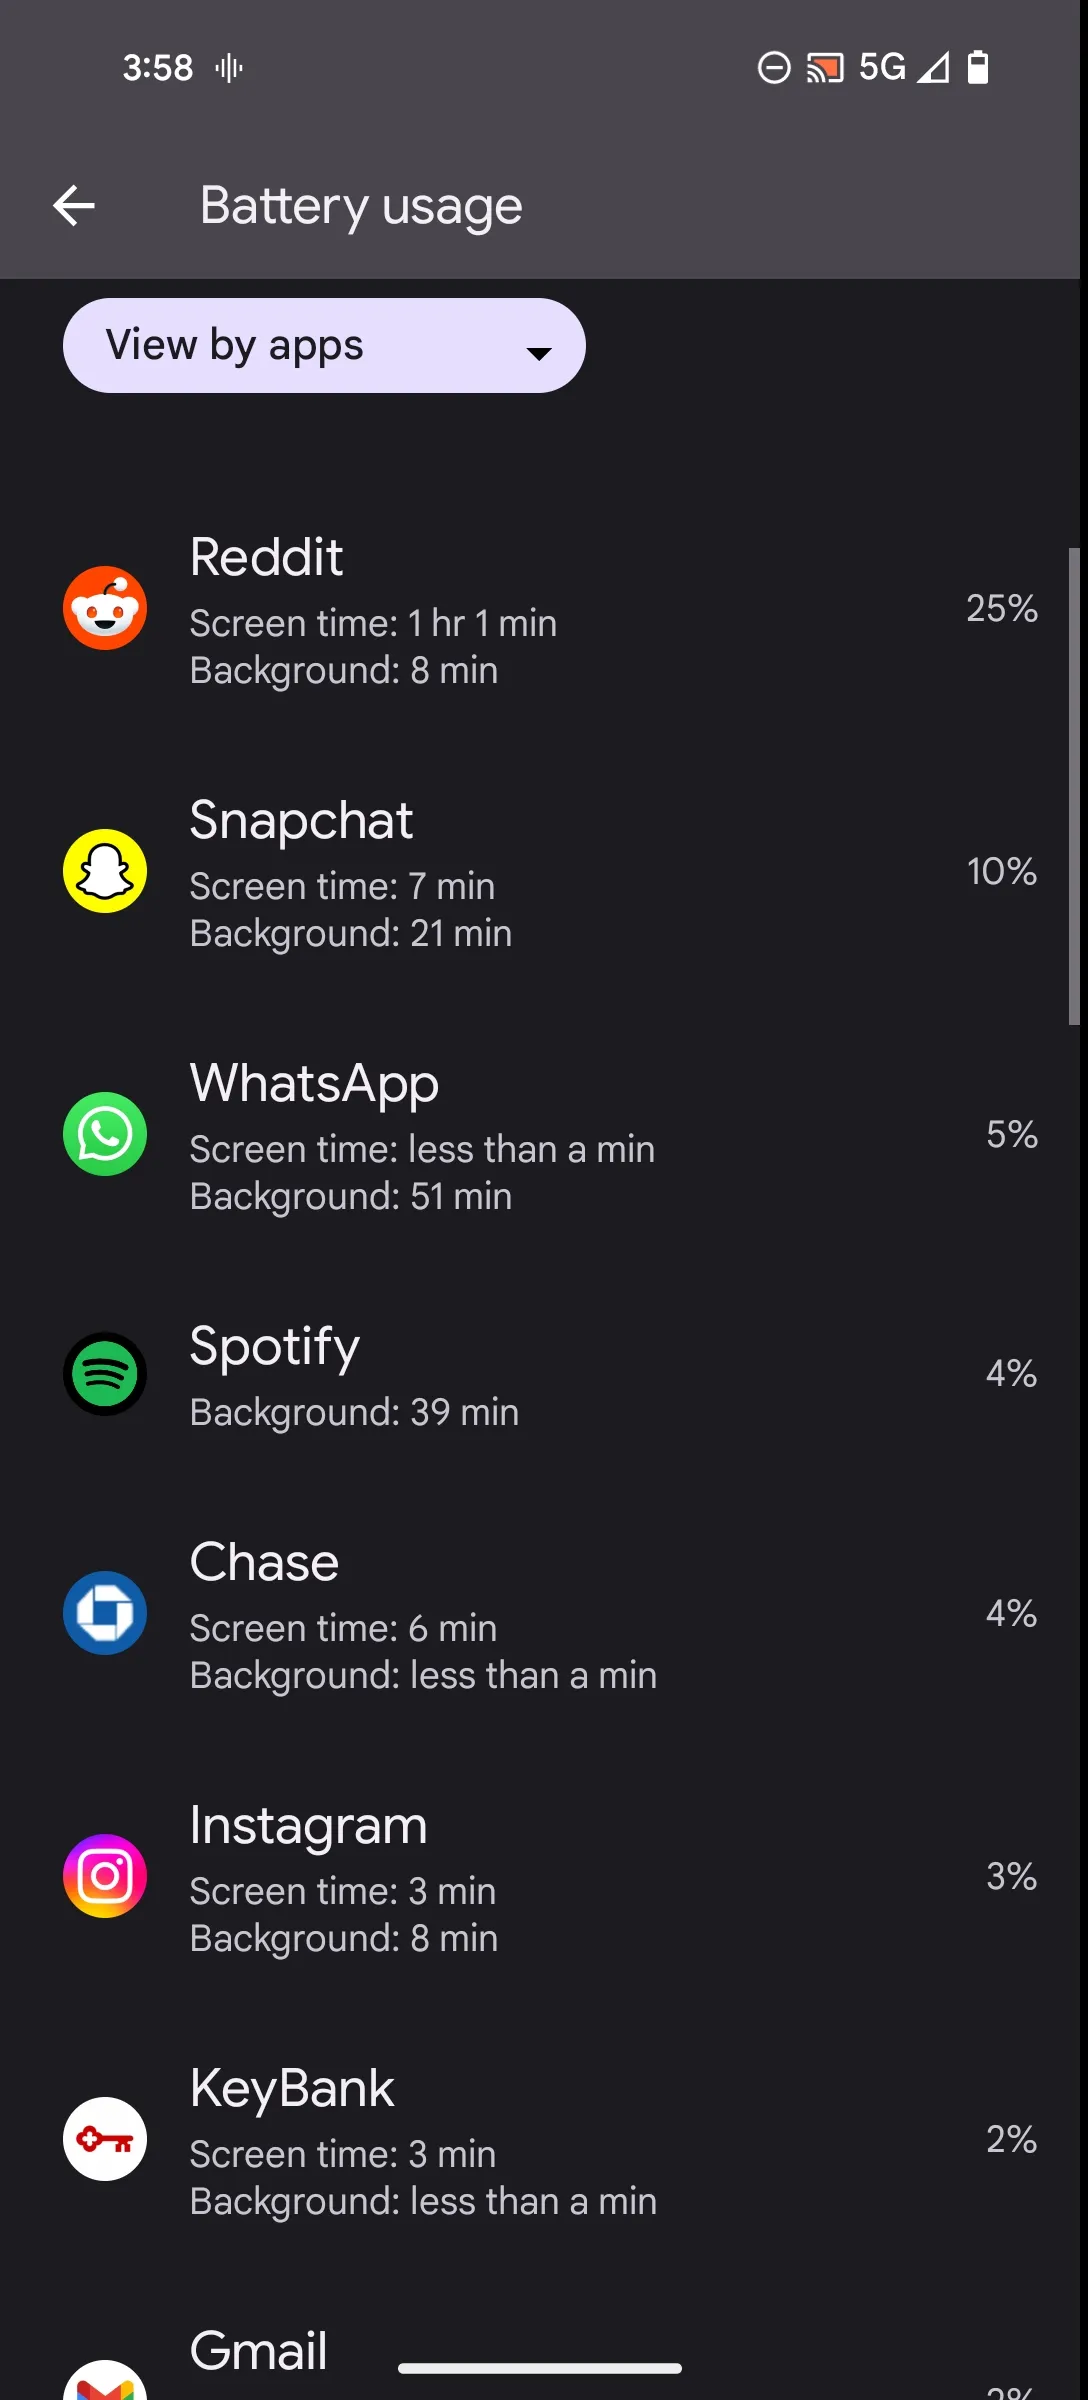 3:58
5G
Battery usage
View by apps
Reddit
Screen time: 1 hr 1 min
Background: 8 min
25%
Snapchat
Screen time: 7 min
Background: 21 min
10%
WhatsApp
Screen time: less than a min
Background: 51 min
5%
Spotify
Background: 39 min
4%
Chase
Screen time: 6 min
Background: less than a min
4%
Instagram
Screen time: 3 min
Background: 8 min
3%
KeyBank
Screen time: 3 min
Background: less than a min
2%
Gmail